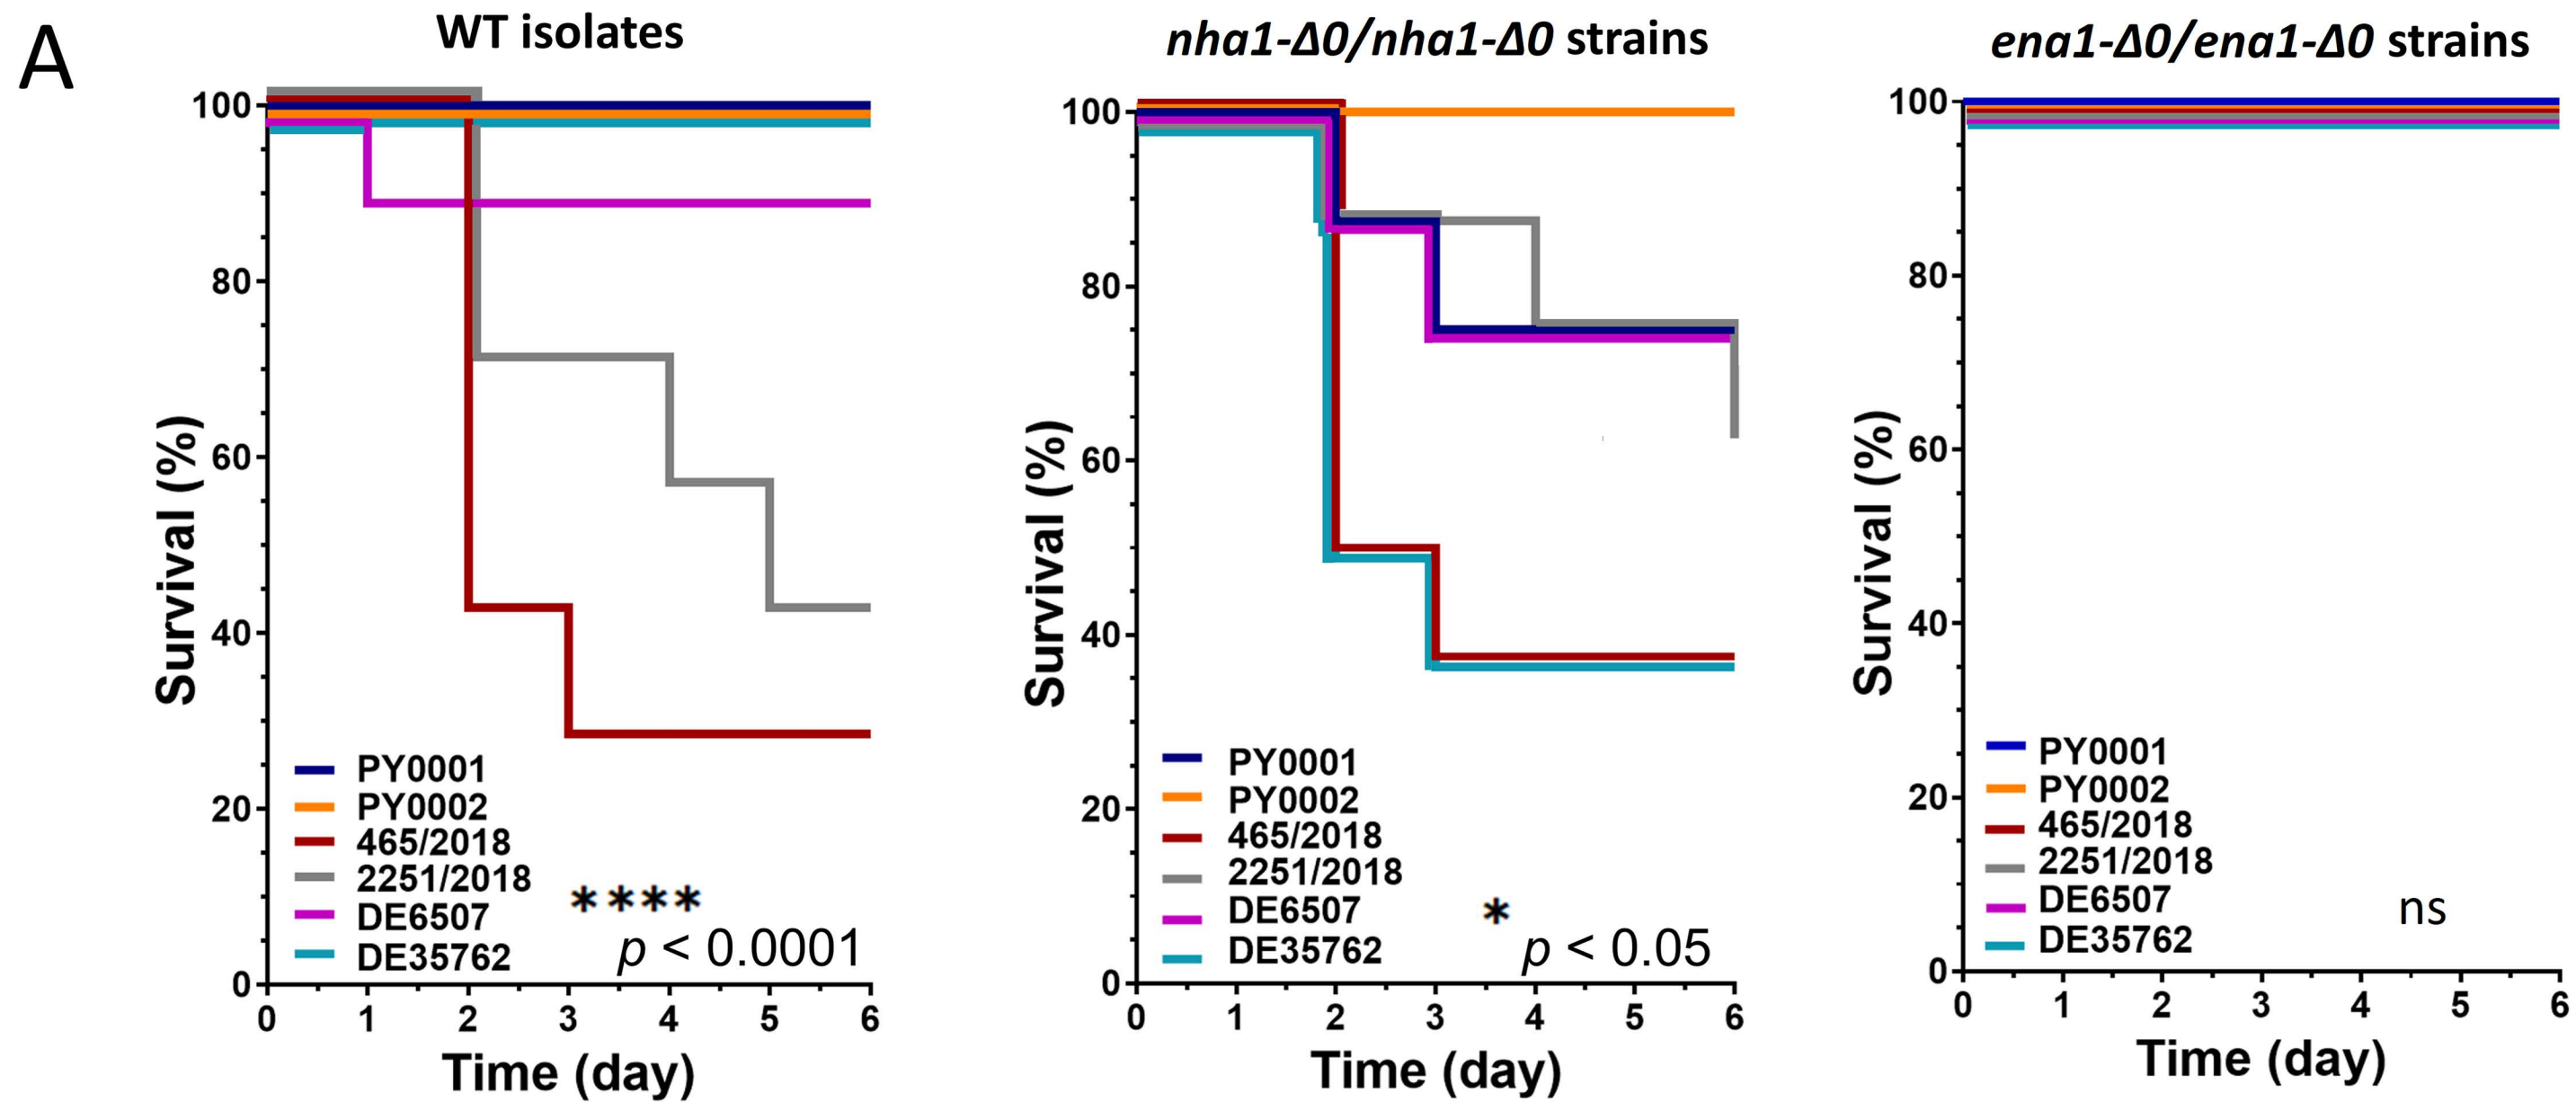 A
WT isolates
Survival (%)
100
80
60
40
20
0
PY0001
PY0002
465/2018
2251/2018
DE6507
DE35762
****
p < 0.0001
0 1 2 3 4 5 6
Time (day)
nha1-Δ0/nha1-Δ0 strains
Survival (%)
100
80
60
40
20
0
PY0001
PY0002
465/2018
2251/2018
DE6507
DE35762
*
p < 0.05
0 1 2 3 4 5 6
Time (day)
ena1-Δ0/ena1-Δ0 strains
Survival (%)
100
80
60
40
20
0
PY0001
PY0002
465/2018
2251/2018
DE6507
DE35762
ns
0 1 2 3 4 5 6
Time (day)